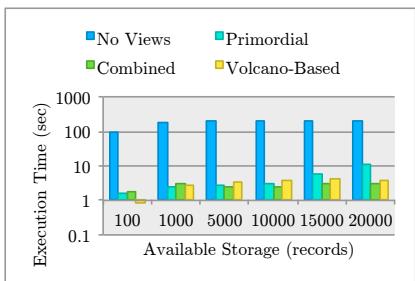 No Views
Primordial
Combined
Volcano-Based
1000
100
10
1
0.1
Execution Time (sec)
100 1000 5000 10000 15000 20000
Available Storage (records)